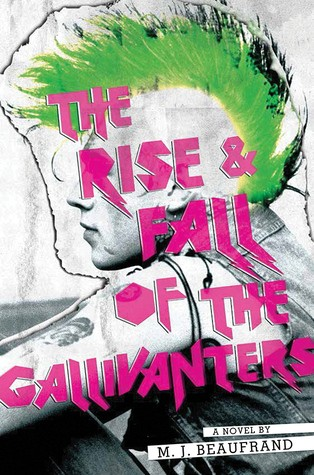 THE
RISE &
FALL
OF THE
GALLIVANTERS
A NOVEL BY
M. J. BEAUFRAND